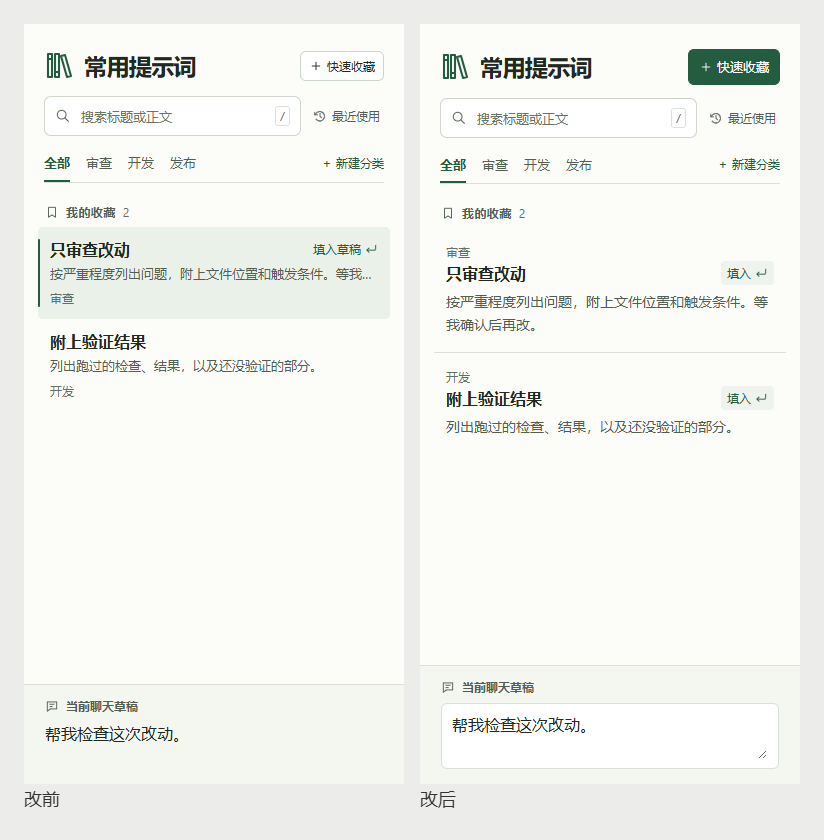 常用提示词
+ 快速收藏
搜索标题或正文 /
最近使用
全部 审查 开发 发布
+ 新建分类
我的收藏 2
只审查改动
填入草稿 ↵
按严重程度列出问题，附上文件位置和触发条件。等我...
审查
附上验证结果
列出跑过的检查、结果，以及还没验证的部分。
开发
当前聊天草稿
帮我检查这次改动。
改前
常用提示词
+ 快速收藏
搜索标题或正文 /
最近使用
全部 审查 开发 发布
+ 新建分类
我的收藏 2
审查
只审查改动
填入 ↵
按严重程度列出问题，附上文件位置和触发条件。等
我确认后再改。
开发
附上验证结果
填入 ↵
列出跑过的检查、结果，以及还没验证的部分。
当前聊天草稿
帮我检查这次改动。
改后